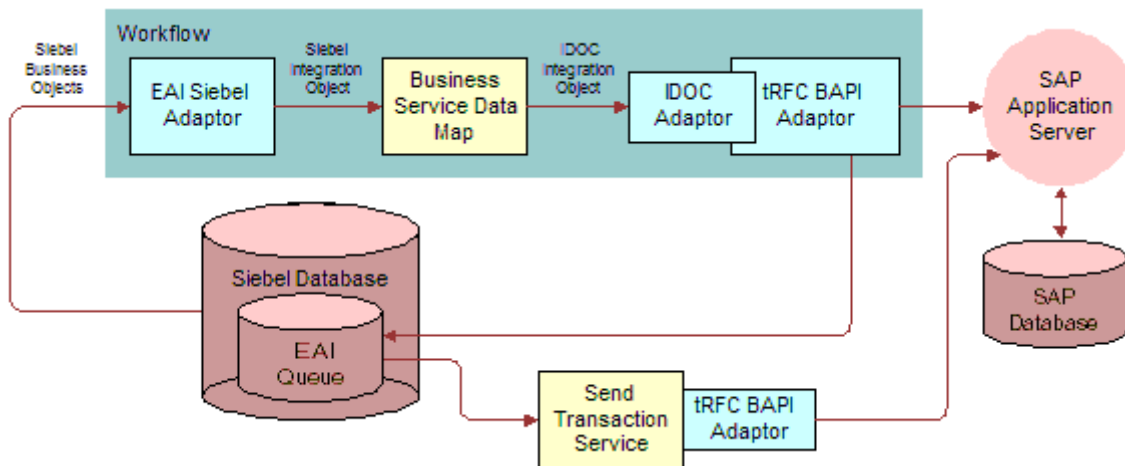 Workflow
Siebel
Business
Objects
EAI Siebel
Adaptor
Siebel
Integration
Object
Business
Service Data
Map
IDOC
Integration
Object
IDOC
Adaptor
tRFC BAPI
Adaptor
SAP
Application
Server
Siebel Database
EAI
Queue
SAP
Database
Send
Transaction
Service
tRFC BAPI
Adaptor